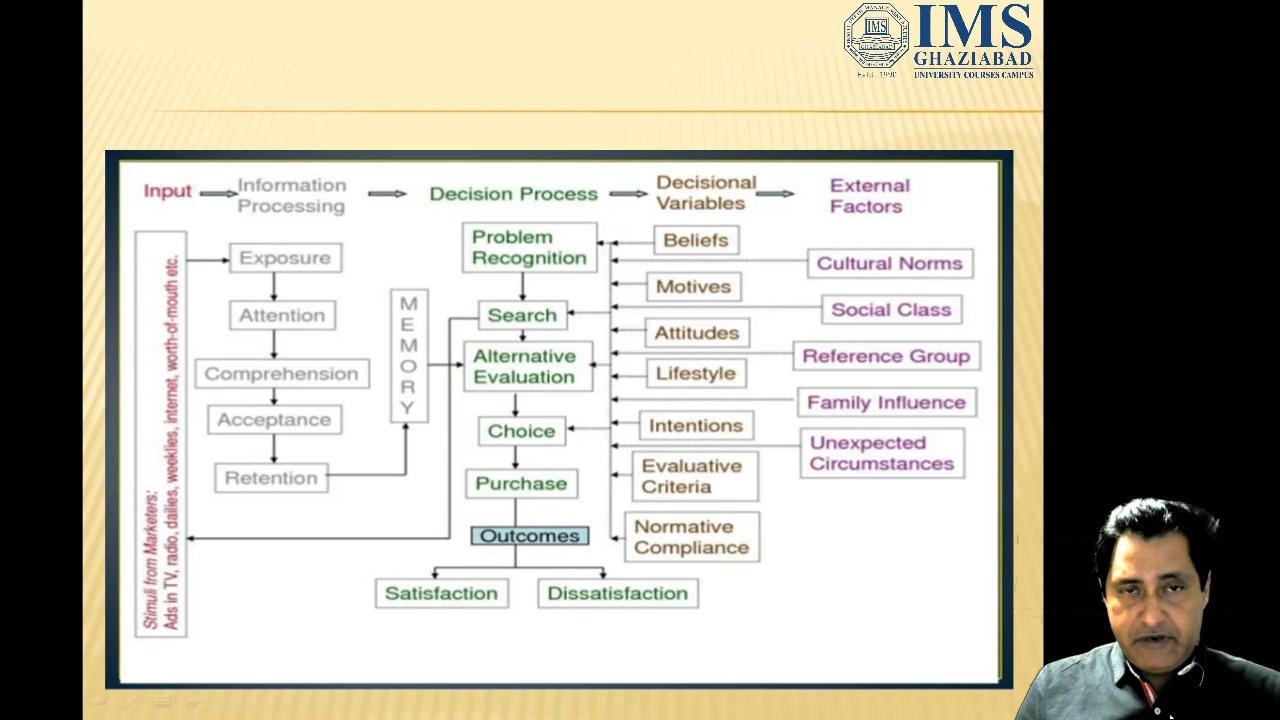 IMS
GHAZIABAD
UNIVERSITY COURSES CAMPUS
Input
Information
Processing
Decision Process
Decisional
Variables
External
Factors
Stimuli from Marketers:
Ads in TV, radio, dailies, weeklies, internet, worth-of-mouth etc.
Exposure
Attention
Comprehension
Acceptance
Retention
MEMORY
Problem
Recognition
Search
Alternative
Evaluation
Choice
Purchase
Outcomes
Satisfaction
Dissatisfaction
Beliefs
Motives
Attitudes
Lifestyle
Intentions
Evaluative
Criteria
Normative
Compliance
Cultural Norms
Social Class
Reference Group
Family Influence
Unexpected
Circumstances